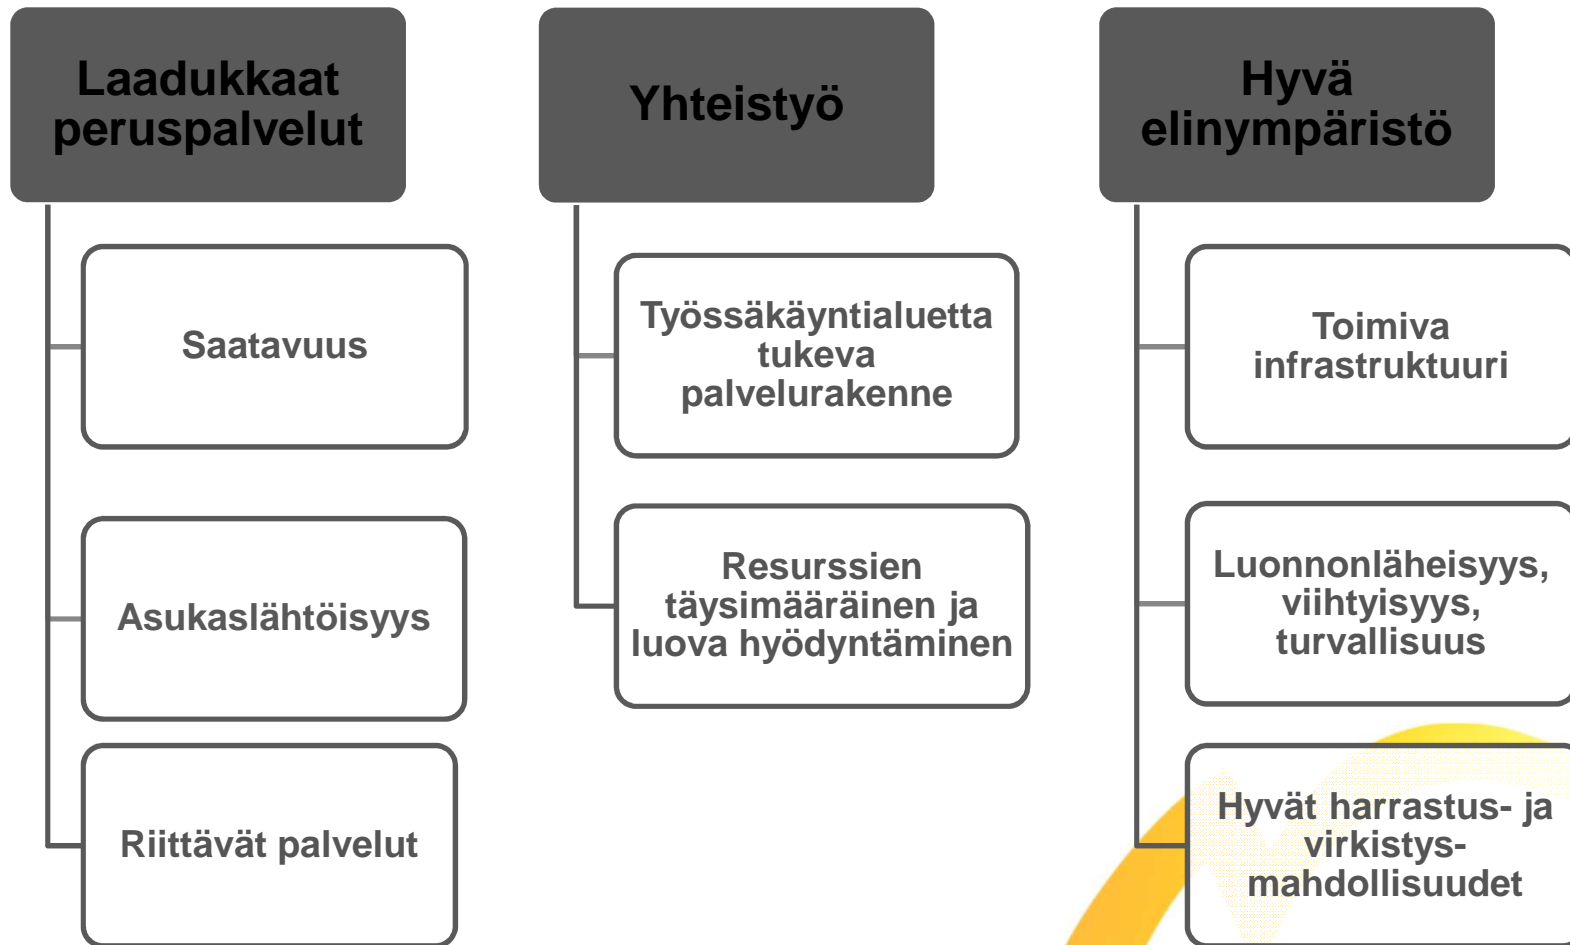 Laadukkaat
peruspalvelut
Saatavuus
Asukaslähtöisyys
Riittävät palvelut
Yhteistyö
Työssäkäyntialuetta
tukeva
palvelurakenne
Resurssien
täysimääräinen ja
luova hyödyntäminen
Hyvä
elinympäristö
Toimiva
infrastruktuuri
Luonnonläheisyys,
viihtyisyys,
turvallisuus
Hyvät harrastus- ja
virkistys-
mahdollisuudet